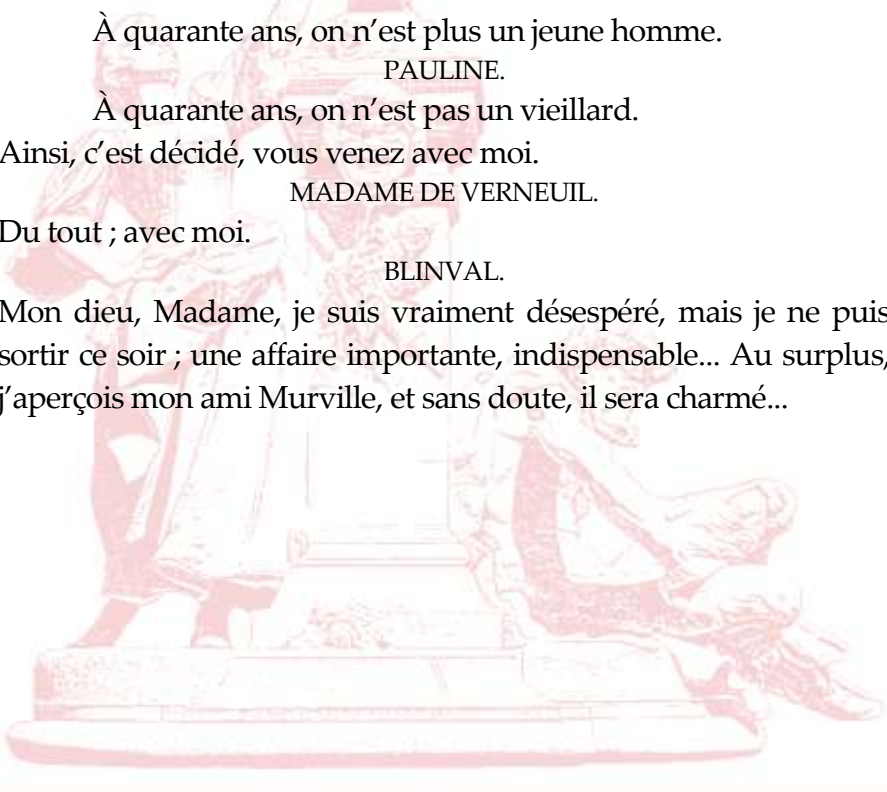 À quarante ans, on n’est plus un jeune homme.
PAULINE.
À quarante ans, on n’est pas un vieillard.
Ainsi, c’est décidé, vous venez avec moi.
MADAME DE VERNEUIL.
Du tout ; avec moi.
BLINVAL.
Mon dieu, Madame, je suis vraiment désespéré, mais je ne puis
sortir ce soir ; une affaire importante, indispensable... Au surplus,
j’aperçois mon ami Murville, et sans doute, il sera charmé...